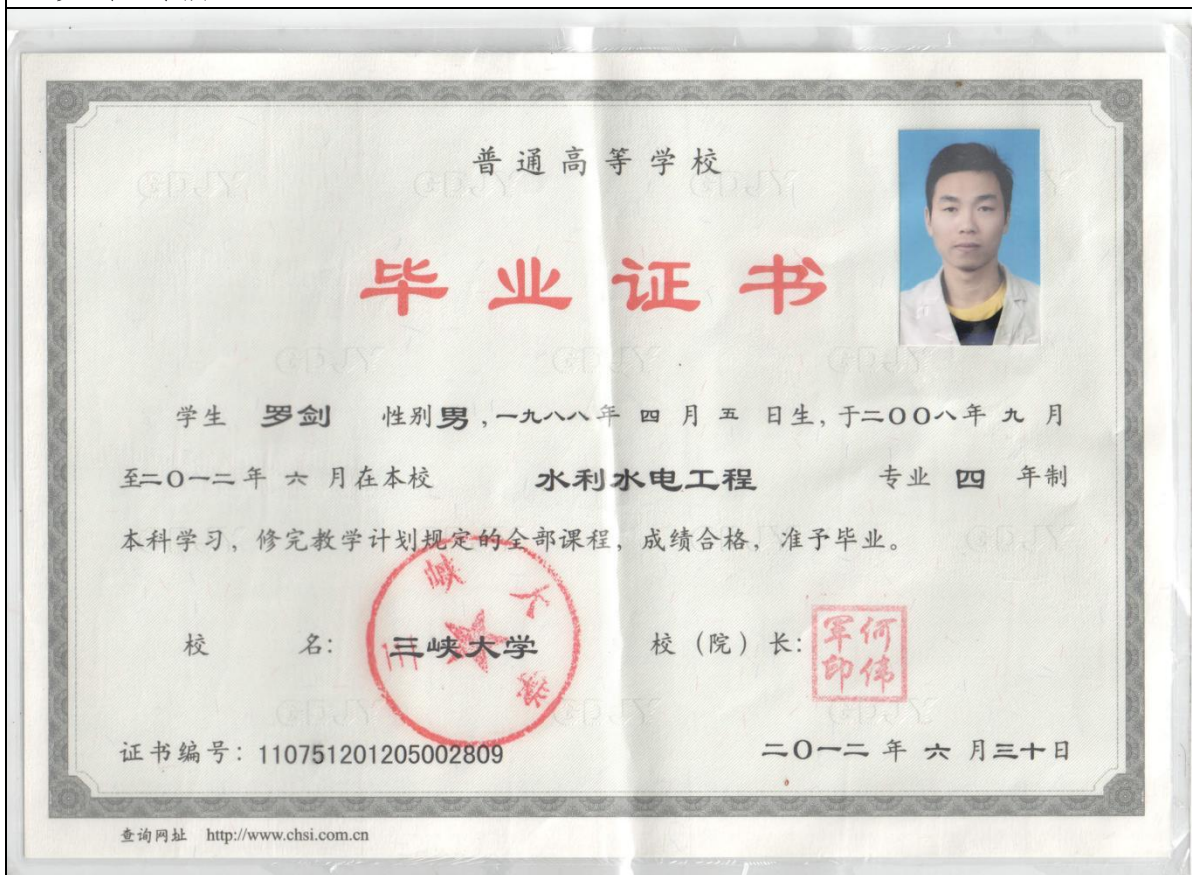 普通高等学校
毕业证书
学生 罗剑 性别男,一九八八年 四 月 五 日生, 于二〇〇八年 九 月
至二〇一二年 六 月在本校 水利水电工程 专业 四 年制
本科学习, 修完教学计划规定的全部课程, 成绩合格, 准予毕业。
校 名: 三峡大学 校 (院) 长: 何伟军印
三峡大学
证书编号: 110751201205002809 二〇一二 年 六 月三十日
查询网址 http://www.chsi.com.cn